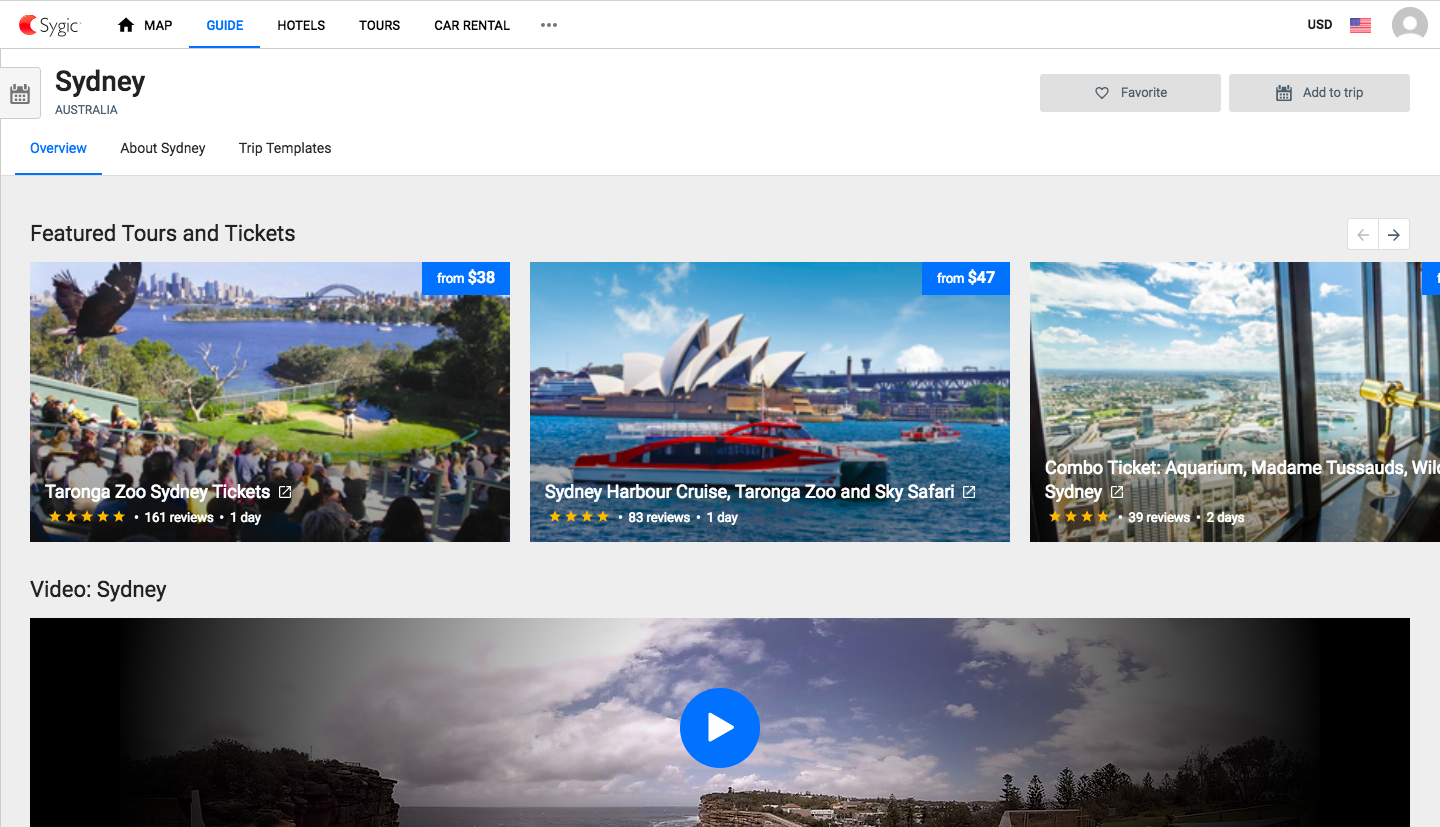 Sygic
MAP
GUIDE
HOTELS
TOURS
CAR RENTAL
USD
Sydney
AUSTRALIA
Favorite
Add to trip
Overview
About Sydney
Trip Templates
Featured Tours and Tickets
from $38
Taronga Zoo Sydney Tickets
• 161 reviews • 1 day
from $47
Sydney Harbour Cruise, Taronga Zoo and Sky Safari
• 83 reviews • 1 day
Combo Ticket: Aquarium, Madame Tussauds,
Sydney
• 39 reviews • 2 days
Video: Sydney